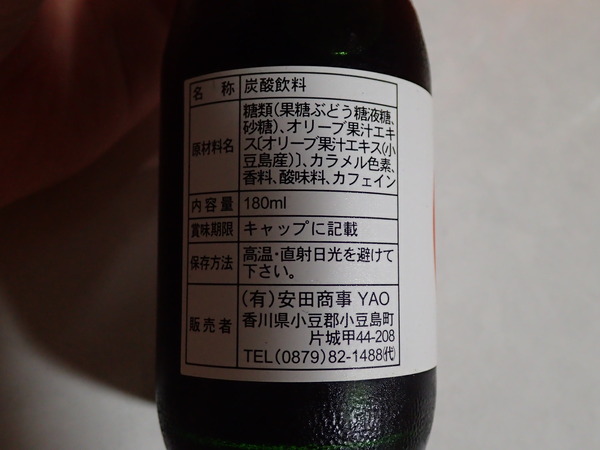 名称 炭酸飲料
原材料名 糖類(果糖ぶどう糖液糖、
砂糖)、オリーブ果汁エキ
ス〔オリーブ果汁エキス(小
豆島産)〕、カラメル色素、
香料、酸味料、カフェイン
内容量 180ml
賞味期限 キャップに記載
保存方法 高温・直射日光を避けて
下さい。
販売者 (有)安田商事 YAO
香川県小豆郡小豆島町
片城甲44-208
TEL(0879)82-1488(代)